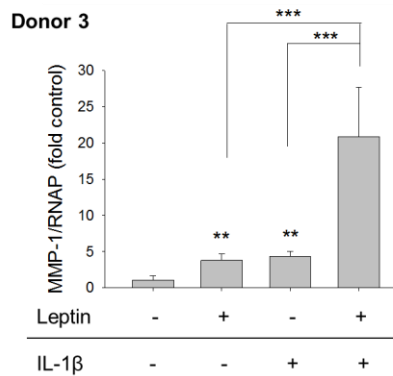 Donor 3
***
***
MMP-1/RNAP (fold control)
30
25
20
15
10
5
0
** **
Leptin - + - +
IL-1β - - + +